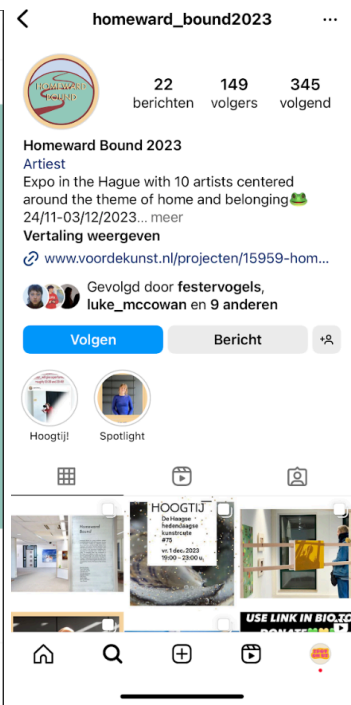 homeward_bound2023
HOMEWARD
BOUND
22
149
345
berichten
volgers
volgend
Homeward Bound 2023
Artiest
Expo in the Hague with 10 artists centered
around the theme of home and belonging🐸
24/11-03/12/2023... meer
Vertaling weergeven
www.voordekunst.nl/projecten/15959-hom...
Gevolgd door festervogels,
luke_mccowan en 9 anderen
Volgen
Bericht
Hoogtij!
Spotlight
Homeward
Bound
HOOGTIJ
De Haagse
hedendaagse
kunstroute
#75
vr. 1 dec. 2023
19:00 – 23:00 u.
USE LINK IN BIO TO
DONATE